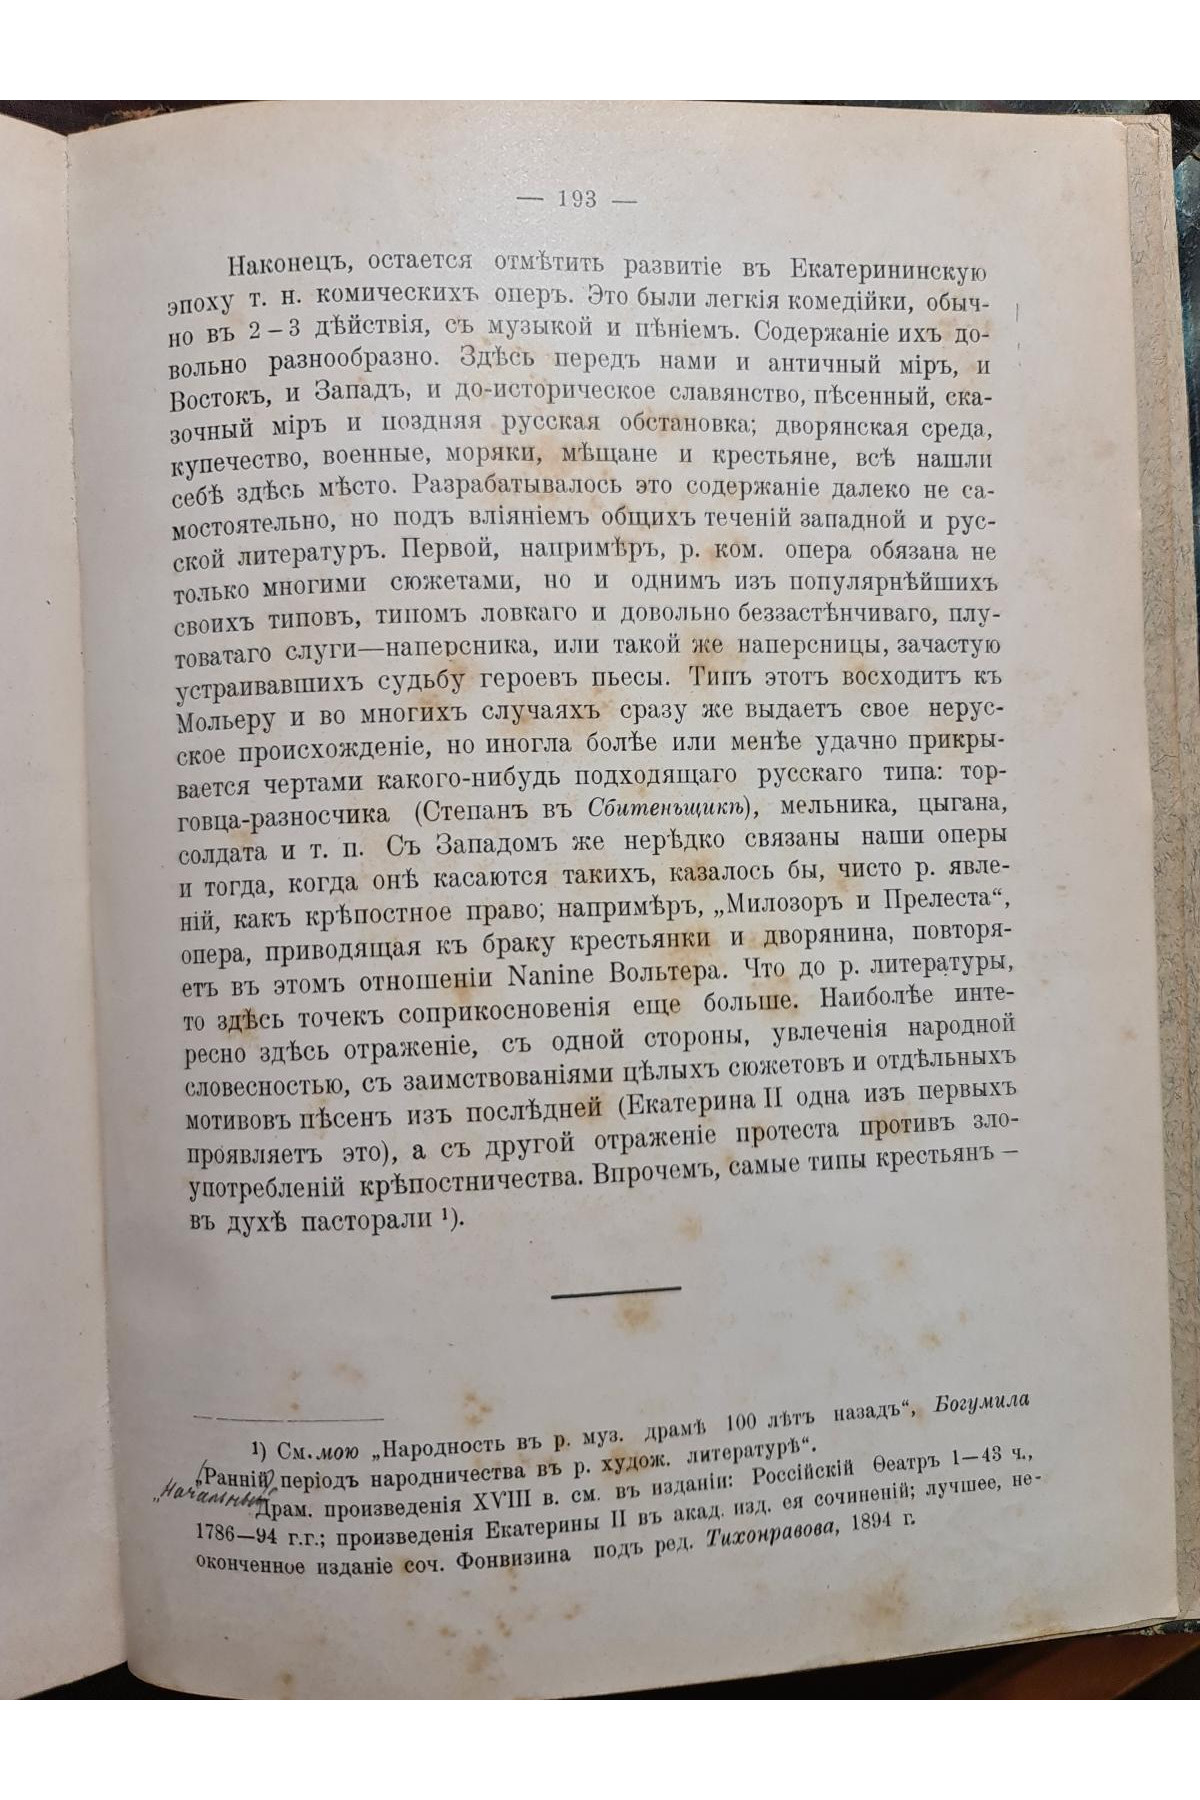 — 193 —
Наконецъ, остается отмѣтить развитіе въ Екатерининскую
эпоху т. н. комическихъ оперъ. Это были легкія комедійки, обыч-
но въ 2–3 дѣйствія, съ музыкой и пѣніемъ. Содержаніе ихъ до-
вольно разнообразно. Здѣсь передъ нами и античный міръ, и
Востокъ, и Западъ, и до-историческое славянство, пѣсенный, ска-
зочный міръ и поздняя русская обстановка; дворянская среда,
купечество, военные, моряки, мѣщане и крестьяне, всѣ нашли
себѣ здѣсь мѣсто. Разрабатывалось это содержаніе далеко не са-
мостоятельно, но подъ вліяніемъ общихъ теченій западной и рус-
ской литературъ. Первой, напримѣръ, р. ком. опера обязана не
только многими сюжетами, но и однимъ изъ популярнѣйшихъ
своихъ типовъ, типомъ ловкаго и довольно беззастѣнчиваго, плу-
товатаго слуги—наперсника, или такой же наперсницы, зачастую
устраивавшихъ судьбу героевъ пьесы. Типъ этотъ восходитъ къ
Мольеру и во многихъ случаяхъ сразу же выдаетъ свое нерус-
ское происхожденіе, но иногла болѣе или менѣе удачно прикры-
вается чертами какого-нибудь подходящаго русскаго типа: тор-
говца-разносчика (Степанъ въ Сбитеньщикѣ), мельника, цыгана,
солдата и т. п. Съ Западомъ же нерѣдко связаны наши оперы
и тогда, когда онѣ касаются такихъ, казалось бы, чисто р. явле-
ній, какъ крѣпостное право; напримѣръ, „Милозоръ и Прелеста“,
опера, приводящая къ браку крестьянки и дворянина, повторя-
етъ въ этомъ отношеніи Nanine Вольтера. Что до р. литературы,
то здѣсь точекъ соприкосновенія еще больше. Наиболѣе инте-
ресно здѣсь отраженіе, съ одной стороны, увлеченія народной
словесностью, съ заимствованіями цѣлыхъ сюжетовъ и отдѣльныхъ
мотивовъ пѣсенъ изъ послѣдней (Екатерина II одна изъ первыхъ
проявляетъ это), а съ другой отраженіе протеста противъ зло-
употребленій крѣпостничества. Впрочемъ, самые типы крестьянъ –
въ духѣ пасторали ¹).
¹) См. мою „Народность въ р. муз. драмѣ 100 лѣтъ назадъ“, Богумила
„Ранній періодъ народничества въ р. худож. литературѣ“.
„Начальный
Драм. произведенія XVIII в. см. въ изданіи: Россійскій Ѳеатръ 1—43 ч.,
1786—94 г.г.; произведенія Екатерины II въ акад. изд. ея сочиненій; лучшее, не-
оконченное изданіе соч. Фонвизина подъ ред. Тихонравова, 1894 г.